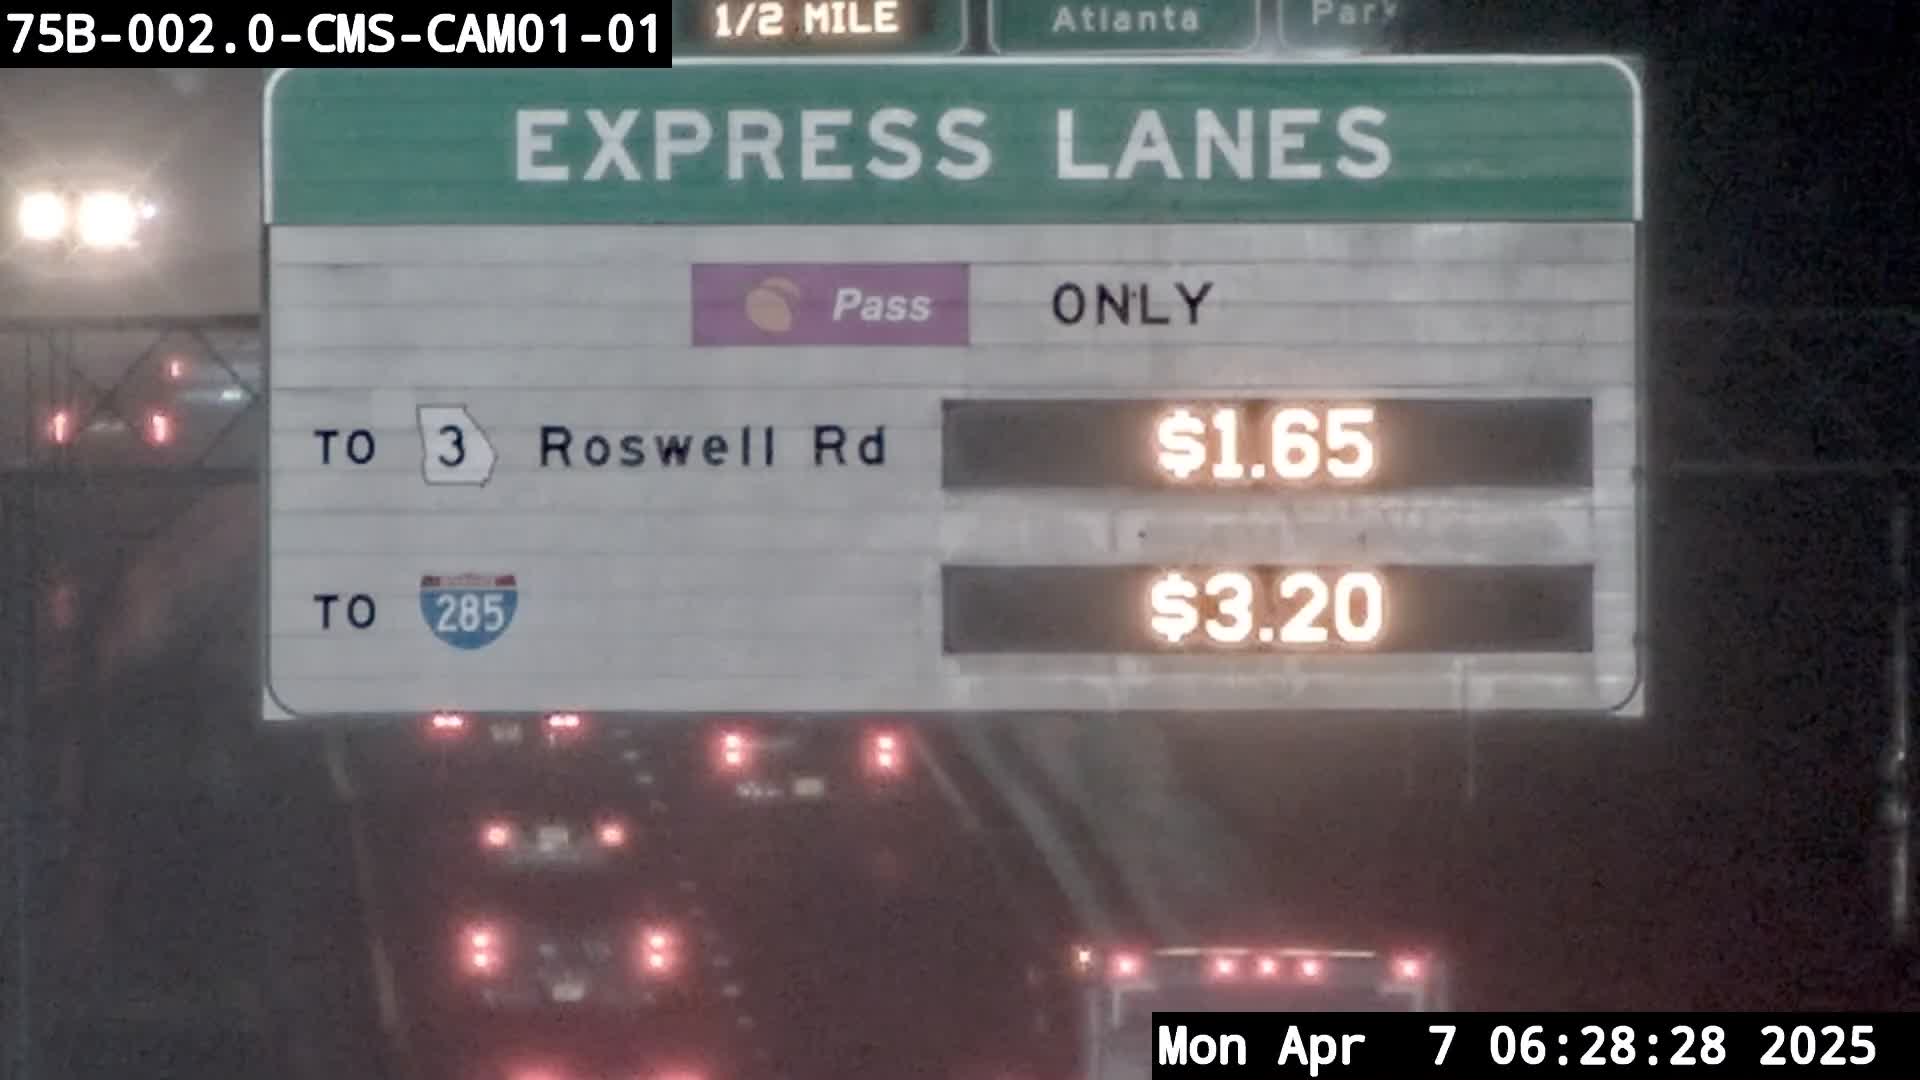 75B-002.0-CMS-CAM01-01
1/2 MILE
Atlanta
Park
EXPRESS LANES
Pass ONLY
TO 3 Roswell Rd $1.65
TO 285 $3.20
Mon Apr 7 06:28:28 2025